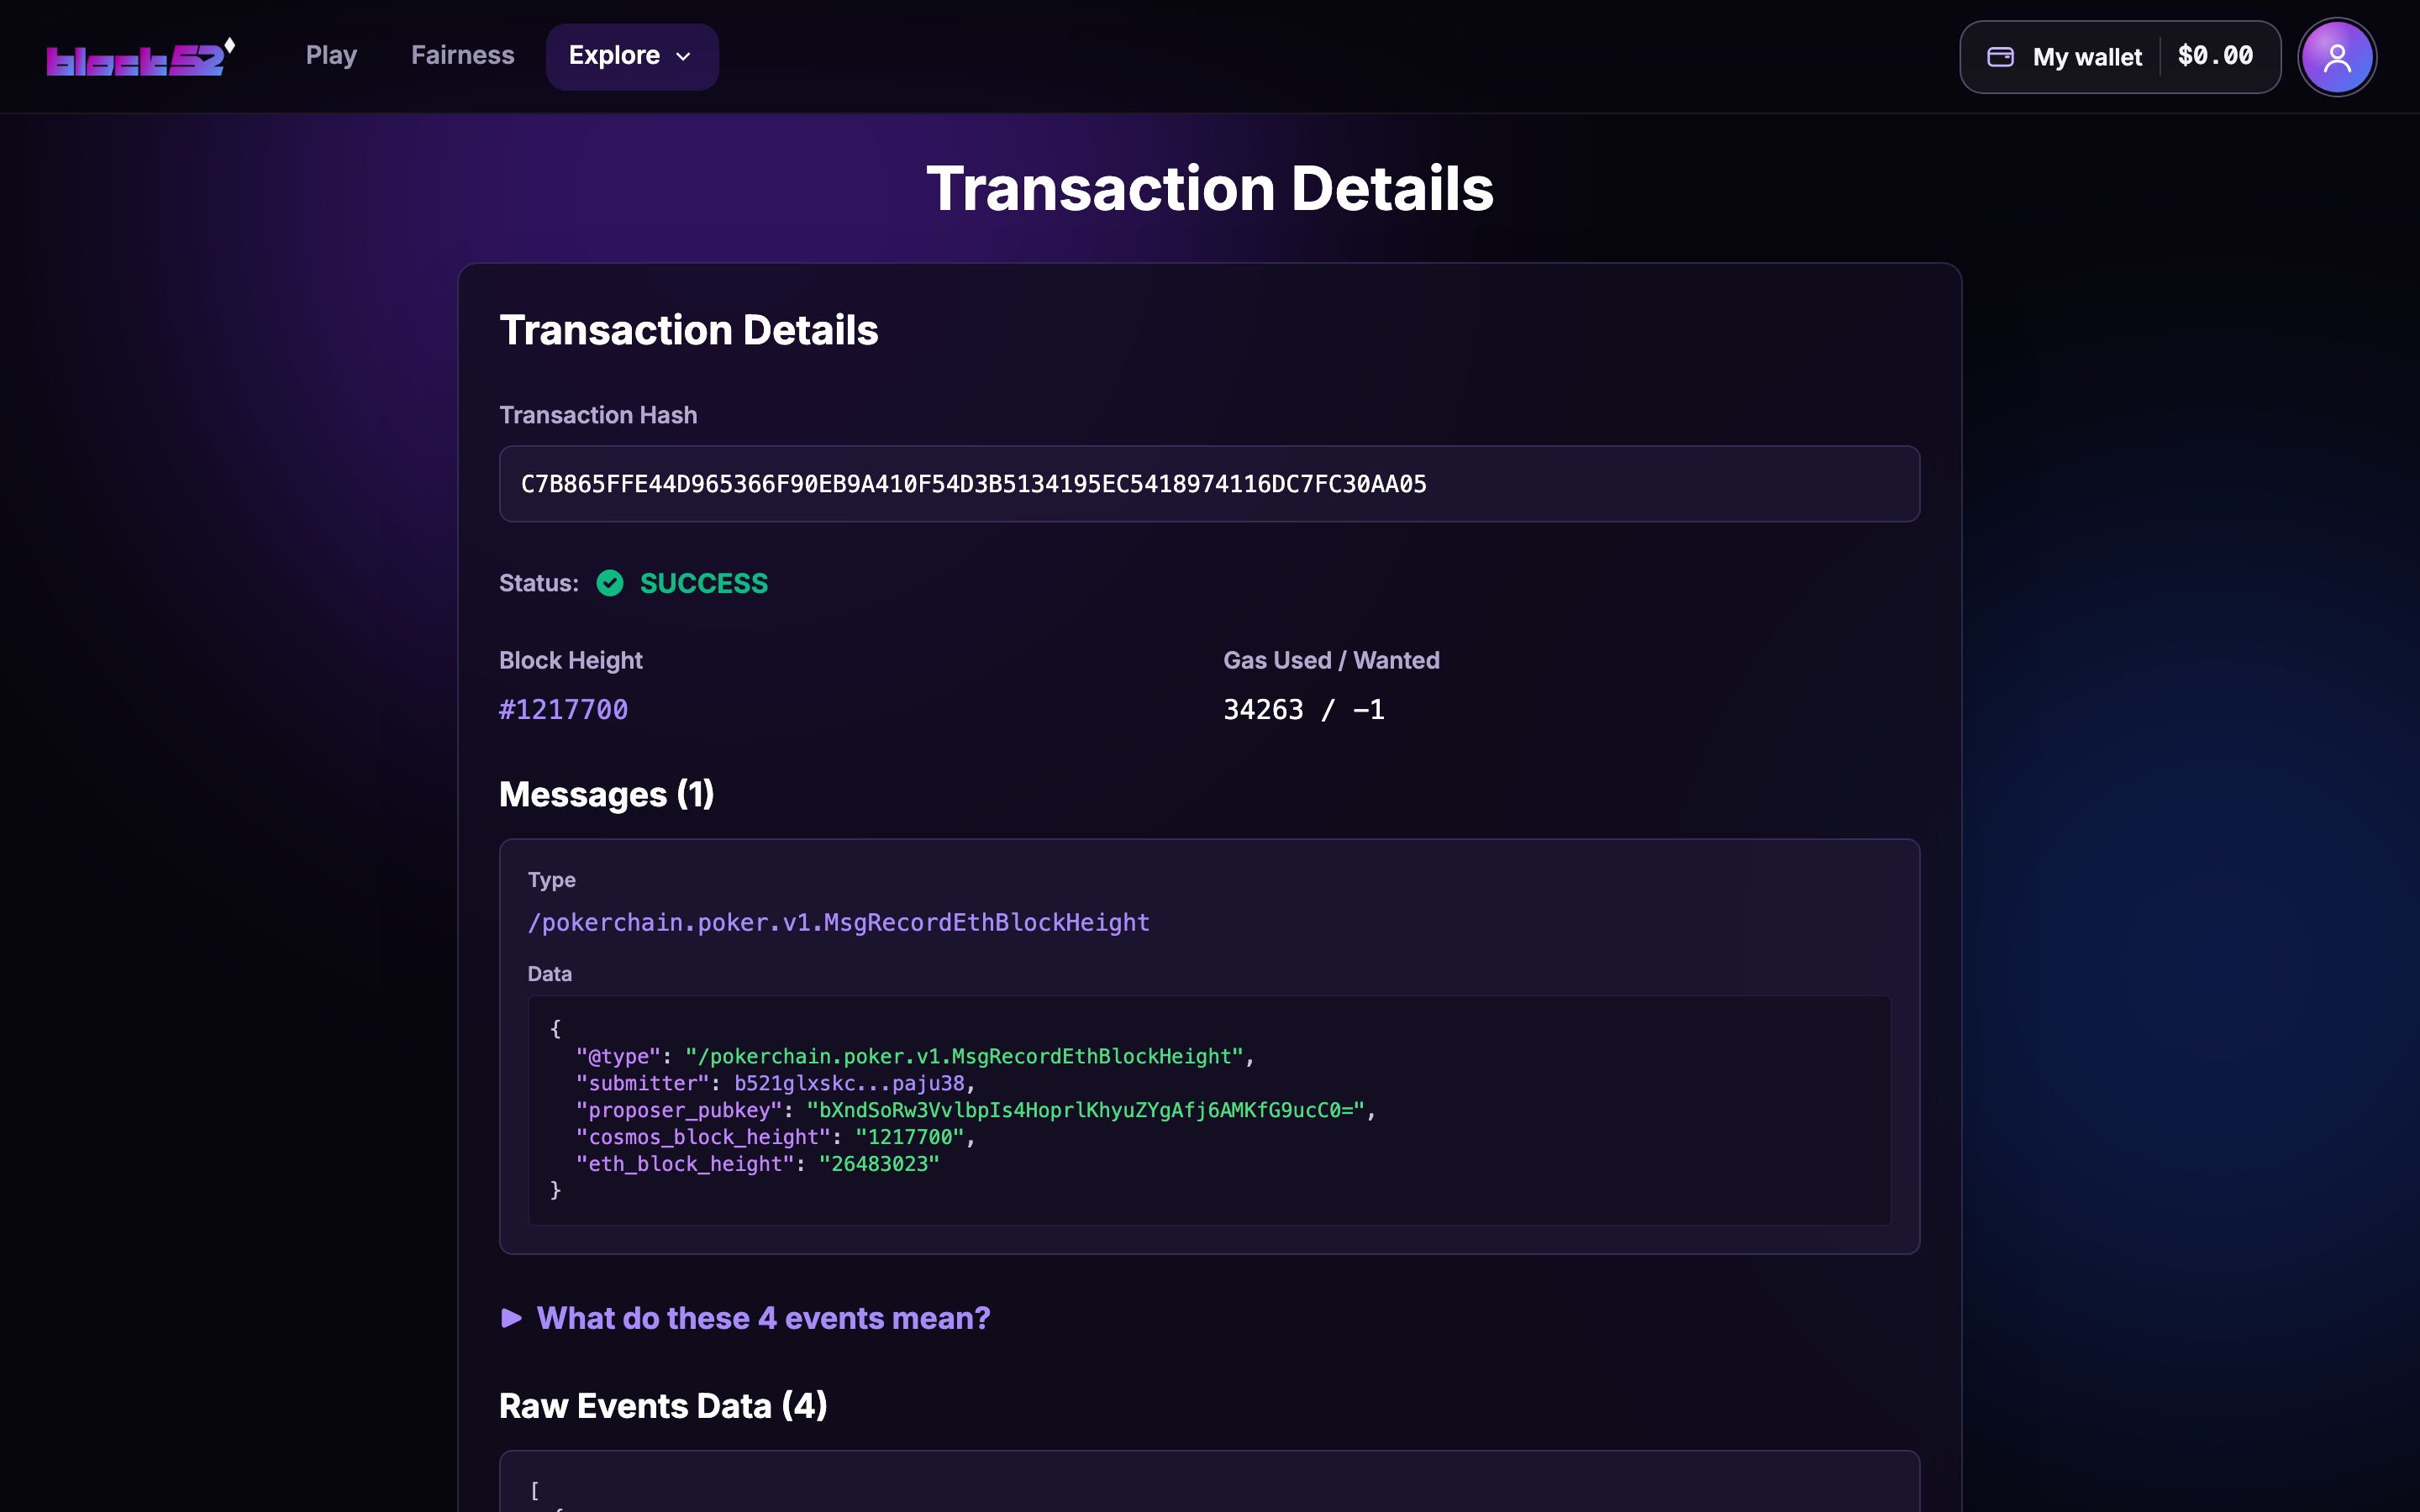 block52
Play
Fairness
Explore
My wallet
$0.00
Transaction Details
Transaction Details
Transaction Hash
C7B865FFE44D965366F90EB9A410F54D3B5134195EC5418974116DC7FC30AA05
Status: SUCCESS
Block Height
#1217700
Gas Used / Wanted
34263 / -1
Messages (1)
Type
/pokerchain.poker.v1.MsgRecordEthBlockHeight
Data
{
"@type": "/pokerchain.poker.v1.MsgRecordEthBlockHeight",
"submitter": b521glxskc...paju38,
"proposer_pubkey": "bXndSoRw3VvlbpIs4HoprlKhyuZYgAfj6AMKfG9ucC0=",
"cosmos_block_height": "1217700",
"eth_block_height": "26483023"
}
What do these 4 events mean?
Raw Events Data (4)
[